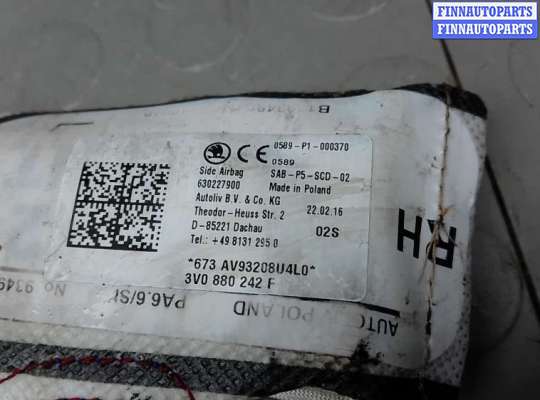 FINNAUTOPARTS
FINNAUTOPARTS
0589-P1-000370
CE
0589
Side Airbag
SAB-P5-SCD-02
630227900
Made in Poland
Autoliv B.V. & Co. KG
22.02.16
Theodor-Heuss Str. 2
02S
D-85221 Dachau
Tel.: +49 8131 295 0
*673 AV93208U4L0*
3V0 880 242 F
RH
POLAND
PA6.6/
No